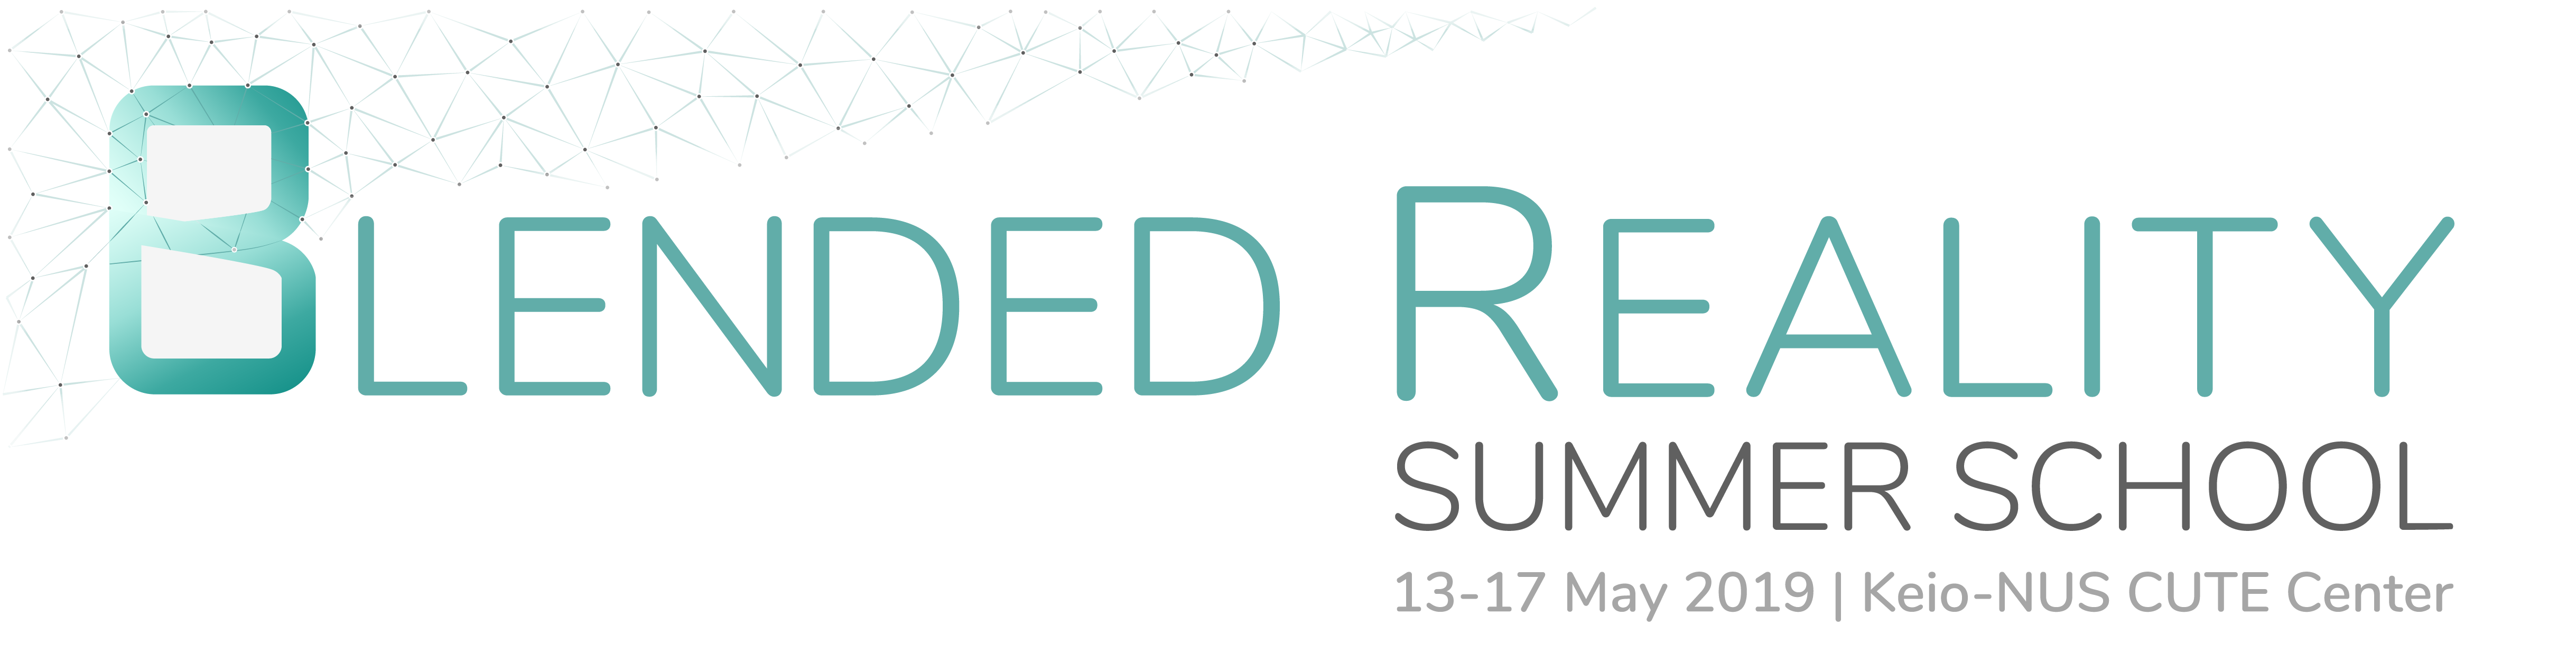 BLENDED REALITY
SUMMER SCHOOL
13-17 May 2019 | Keio-NUS CUTE Center